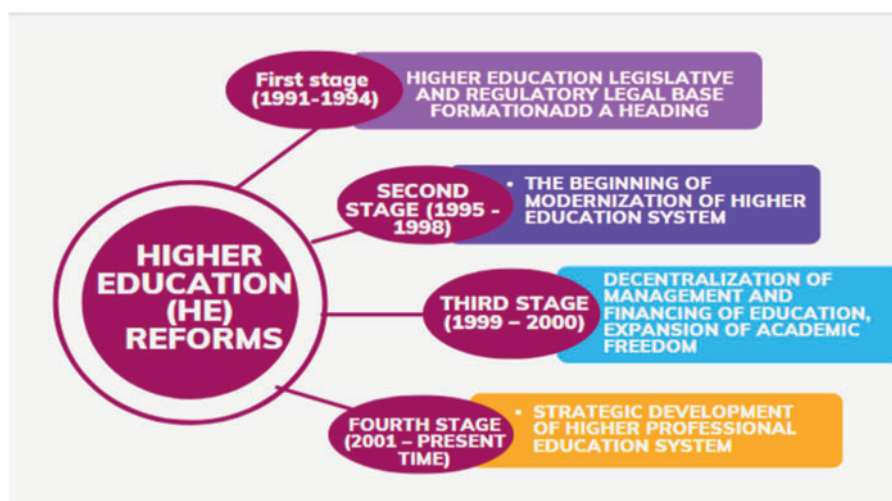 First stage
(1991-1994)
HIGHER EDUCATION LEGISLATIVE
AND REGULATORY LEGAL BASE
FORMATIONADD A HEADING
SECOND
STAGE (1995 -
1998)
• THE BEGINNING OF
MODERNIZATION OF HIGHER
EDUCATION SYSTEM
HIGHER
EDUCATION
(HE)
REFORMS
THIRD STAGE
(1999 – 2000)
DECENTRALIZATION OF
MANAGEMENT AND
FINANCING OF EDUCATION,
EXPANSION OF ACADEMIC
FREEDOM
FOURTH STAGE
(2001 – PRESENT
TIME)
• STRATEGIC DEVELOPMENT
OF HIGHER PROFESSIONAL
EDUCATION SYSTEM